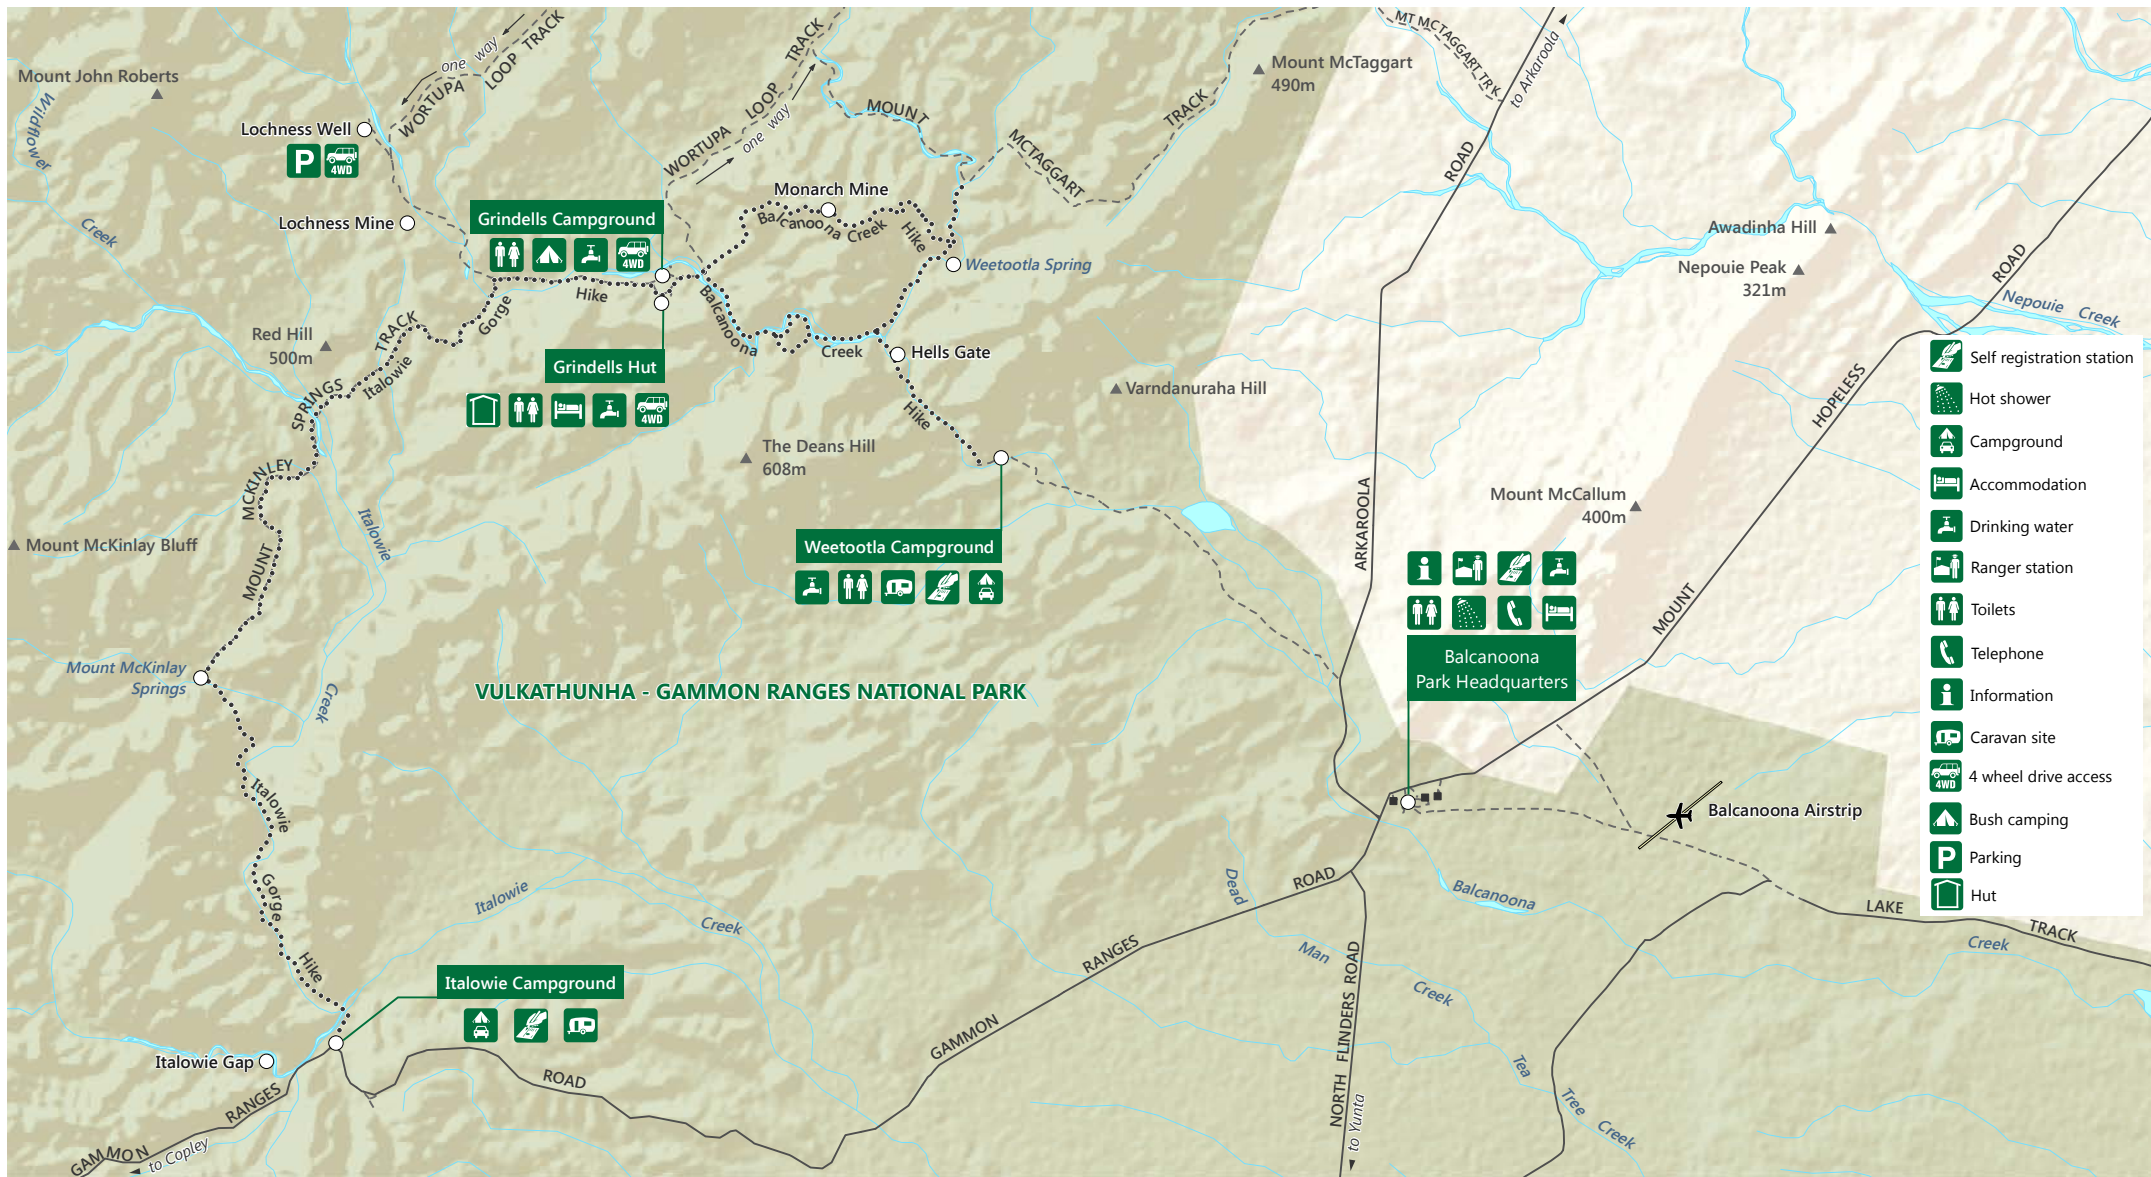 Mount John Roberts
Wildflower
Creek
one way
WORTUPA LOOP TRACK
Lochness Well
P
4WD
Lochness Mine
WORTUPA LOOP TRACK
one way
MOUNT
MCTAGGART
TRACK
Mount McTaggart
490m
MT MCTAGGART TRK
to Arkaroola
ROAD
Monarch Mine
Balcanoona Creek Hike
Weetootla Spring
Grindells Campground
4WD
Hike
Gorge
Italowie
TRACK
SPRINGS
MCKINLEY
MOUNT
Red Hill
500m
Grindells Hut
4WD
Balcanoona
Creek
Hike
Hells Gate
Varndanuraha Hill
The Deans Hill
608m
Awadinha Hill
Nepouie Peak
321m
Nepouie Creek
ROAD
HOPELESS
MOUNT
Mount McCallum
400m
ARKAROOLA
Mount McKinlay Bluff
Italowie
Creek
Weetootla Campground
Mount McKinlay
Springs
VULKATHUNHA - GAMMON RANGES NATIONAL PARK
Balcanoona
Park Headquarters
Balcanoona Airstrip
Italowie
Gorge
Hike
Italowie
Creek
Dead
Man
Creek
Tea
Tree
Creek
Balcanoona
Creek
LAKE
TRACK
ROAD
RANGES
GAMMON
NORTH FLINDERS ROAD
to Yunta
Italowie Campground
Italowie Gap
ROAD
RANGES
GAMMON
to Copley
Self registration station
Hot shower
Campground
Accommodation
Drinking water
Ranger station
Toilets
Telephone
Information
Caravan site
4WD
4 wheel drive access
Bush camping
P
Parking
Hut